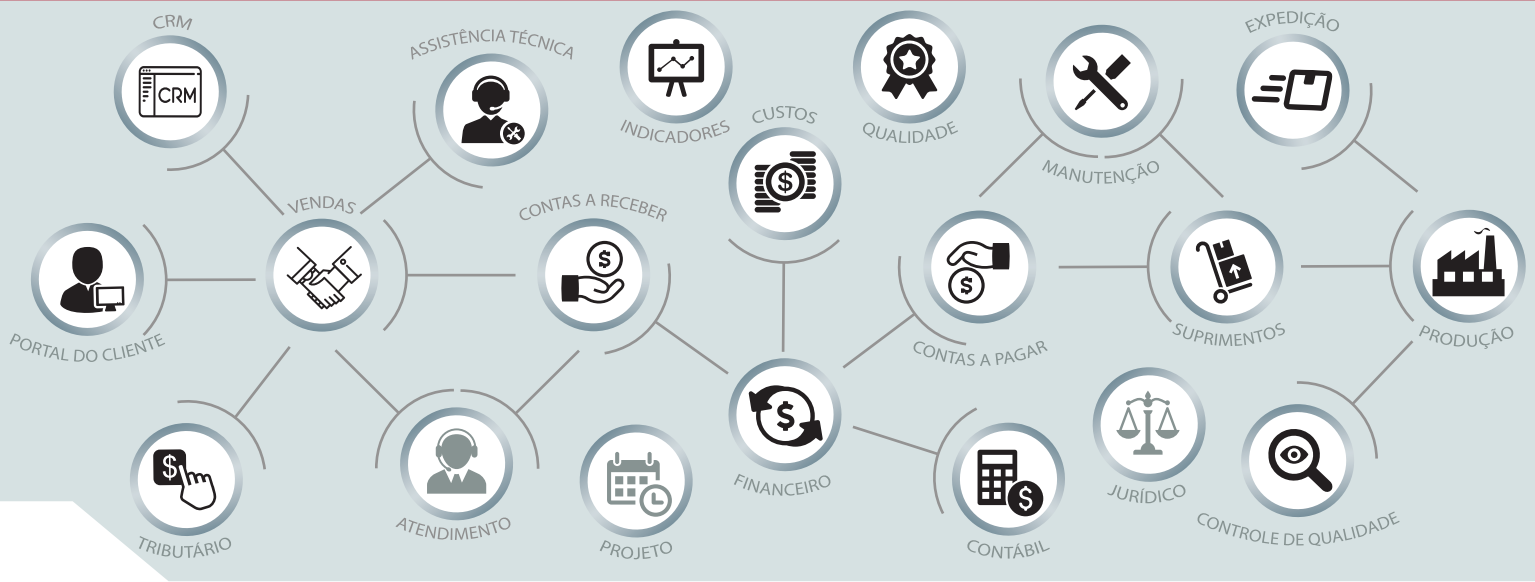 CRM
CRM
ASSISTÊNCIA TÉCNICA
INDICADORES
CUSTOS
$
QUALIDADE
MANUTENÇÃO
EXPEDIÇÃO
PORTAL DO CLIENTE
VENDAS
CONTAS A RECEBER
$
$
CONTAS A PAGAR
SUPRIMENTOS
PRODUÇÃO
$
TRIBUTÁRIO
ATENDIMENTO
PROJETO
$
FINANCEIRO
$
CONTÁBIL
JURÍDICO
CONTROLE DE QUALIDADE